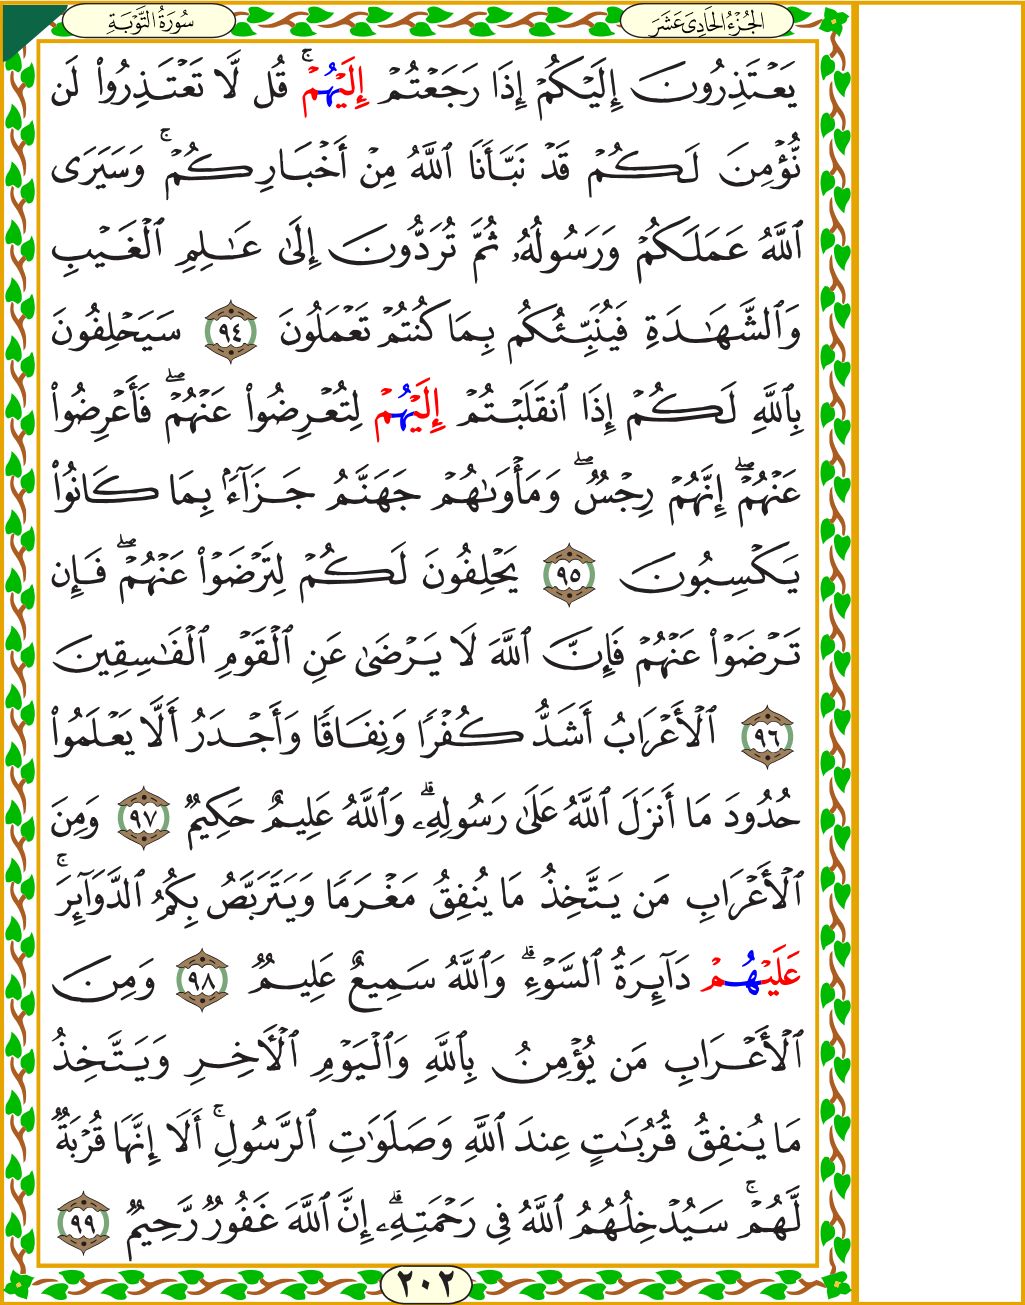 سُورَةُ التَّوْبَةِ
الجُزْءُ الحَادِىَ عَشَرَ
يَعۡتَذِرُونَ إِلَيۡكُمۡ إِذَا رَجَعۡتُمۡ إِلَيۡهُمۡۚ قُل لَّا تَعۡتَذِرُواْ لَن
نُّؤۡمِنَ لَكُمۡ قَدۡ نَبَّأَنَا ٱللَّهُ مِنۡ أَخۡبَارِكُمۡۚ وَسَيَرَى
ٱللَّهُ عَمَلَكُمۡ وَرَسُولُهُۥ ثُمَّ تُرَدُّونَ إِلَىٰ عَٰلِمِ ٱلۡغَيۡبِ
وَٱلشَّهَٰدَةِ فَيُنَبِّئُكُم بِمَا كُنتُمۡ تَعۡمَلُونَ ٩٤ سَيَحۡلِفُونَ
بِٱللَّهِ لَكُمۡ إِذَا ٱنقَلَبۡتُمۡ إِلَيۡهُمۡ لِتُعۡرِضُواْ عَنۡهُمۡۖ فَأَعۡرِضُواْ
عَنۡهُمۡۖ إِنَّهُمۡ رِجۡسٞۖ وَمَأۡوَىٰهُمۡ جَهَنَّمُ جَزَآءَۢ بِمَا كَانُواْ
يَكۡسِبُونَ ٩٥ يَحۡلِفُونَ لَكُمۡ لِتَرۡضَوۡاْ عَنۡهُمۡۖ فَإِن
تَرۡضَوۡاْ عَنۡهُمۡ فَإِنَّ ٱللَّهَ لَا يَرۡضَىٰ عَنِ ٱلۡقَوۡمِ ٱلۡفَٰسِقِينَ
٩٦ ٱلۡأَعۡرَابُ أَشَدُّ كُفۡرٗا وَنِفَاقٗا وَأَجۡدَرُ أَلَّا يَعۡلَمُواْ
حُدُودَ مَا أَنزَلَ ٱللَّهُ عَلَىٰ رَسُولِهِۦۗ وَٱللَّهُ عَلِيمٌ حَكِيمٞ ٩٧ وَمِنَ
ٱلۡأَعۡرَابِ مَن يَتَّخِذُ مَا يُنفِقُ مَغۡرَمٗا وَيَتَرَبَّصُ بِكُمُ ٱلدَّوَآئِرَۚ
عَلَيۡهُمۡ دَآئِرَةُ ٱلسَّوۡءِۗ وَٱللَّهُ سَمِيعٌ عَلِيمٞ ٩٨ وَمِنَ
ٱلۡأَعۡرَابِ مَن يُؤۡمِنُ بِٱللَّهِ وَٱلۡيَوۡمِ ٱلۡأٓخِرِ وَيَتَّخِذُ
مَا يُنفِقُ قُرُبَٰتٍ عِندَ ٱللَّهِ وَصَلَوَٰتِ ٱلرَّسُولِۚ أَلَا إِنَّهَا قُرۡبَةٞ
لَّهُمۡۚ سَيُدۡخِلُهُمُ ٱللَّهُ فِي رَحۡمَتِهِۦۗ إِنَّ ٱللَّهَ غَفُورٞ رَّحِيمٞ ٩٩
٢٠٢